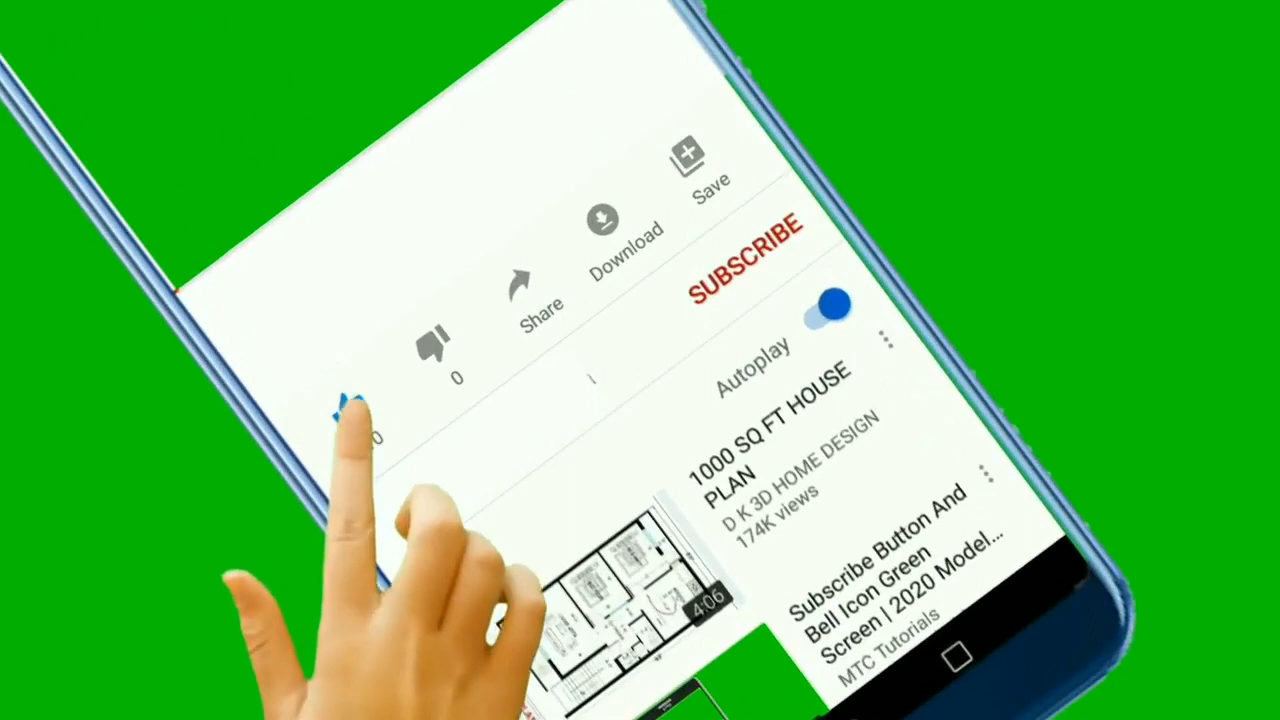 0
0
Share
Download
Save
SUBSCRIBE
Autoplay
1000 SQ FT HOUSE
PLAN
D K 3D HOME DESIGN
174K views
4:06
Subscribe Button And
Bell Icon Green
Screen | 2020 Model...
MTC Tutorials